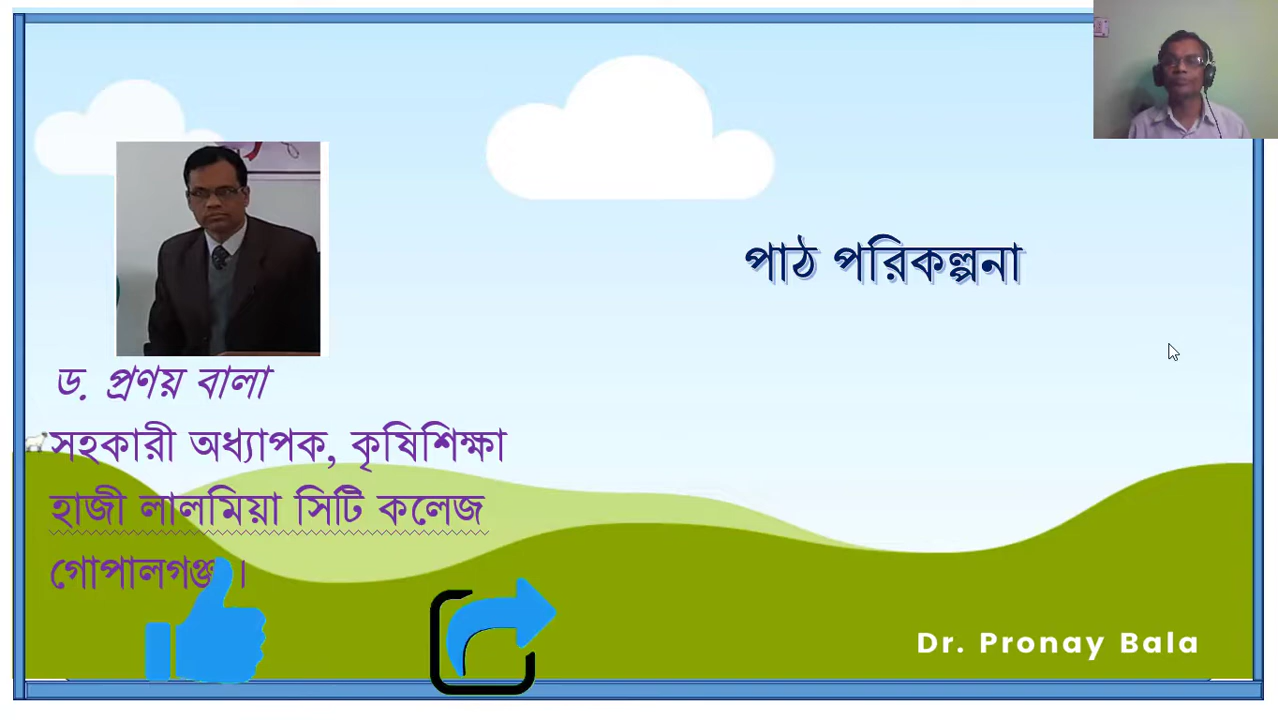 পাঠ পরিকল্পনা
ড. প্রণয় বালা
সহকারী অধ্যাপক, কৃষিশিক্ষা
হাজী লালমিয়া সিটি কলেজ
গোপালগঞ্জ।
Dr. Pronay Bala